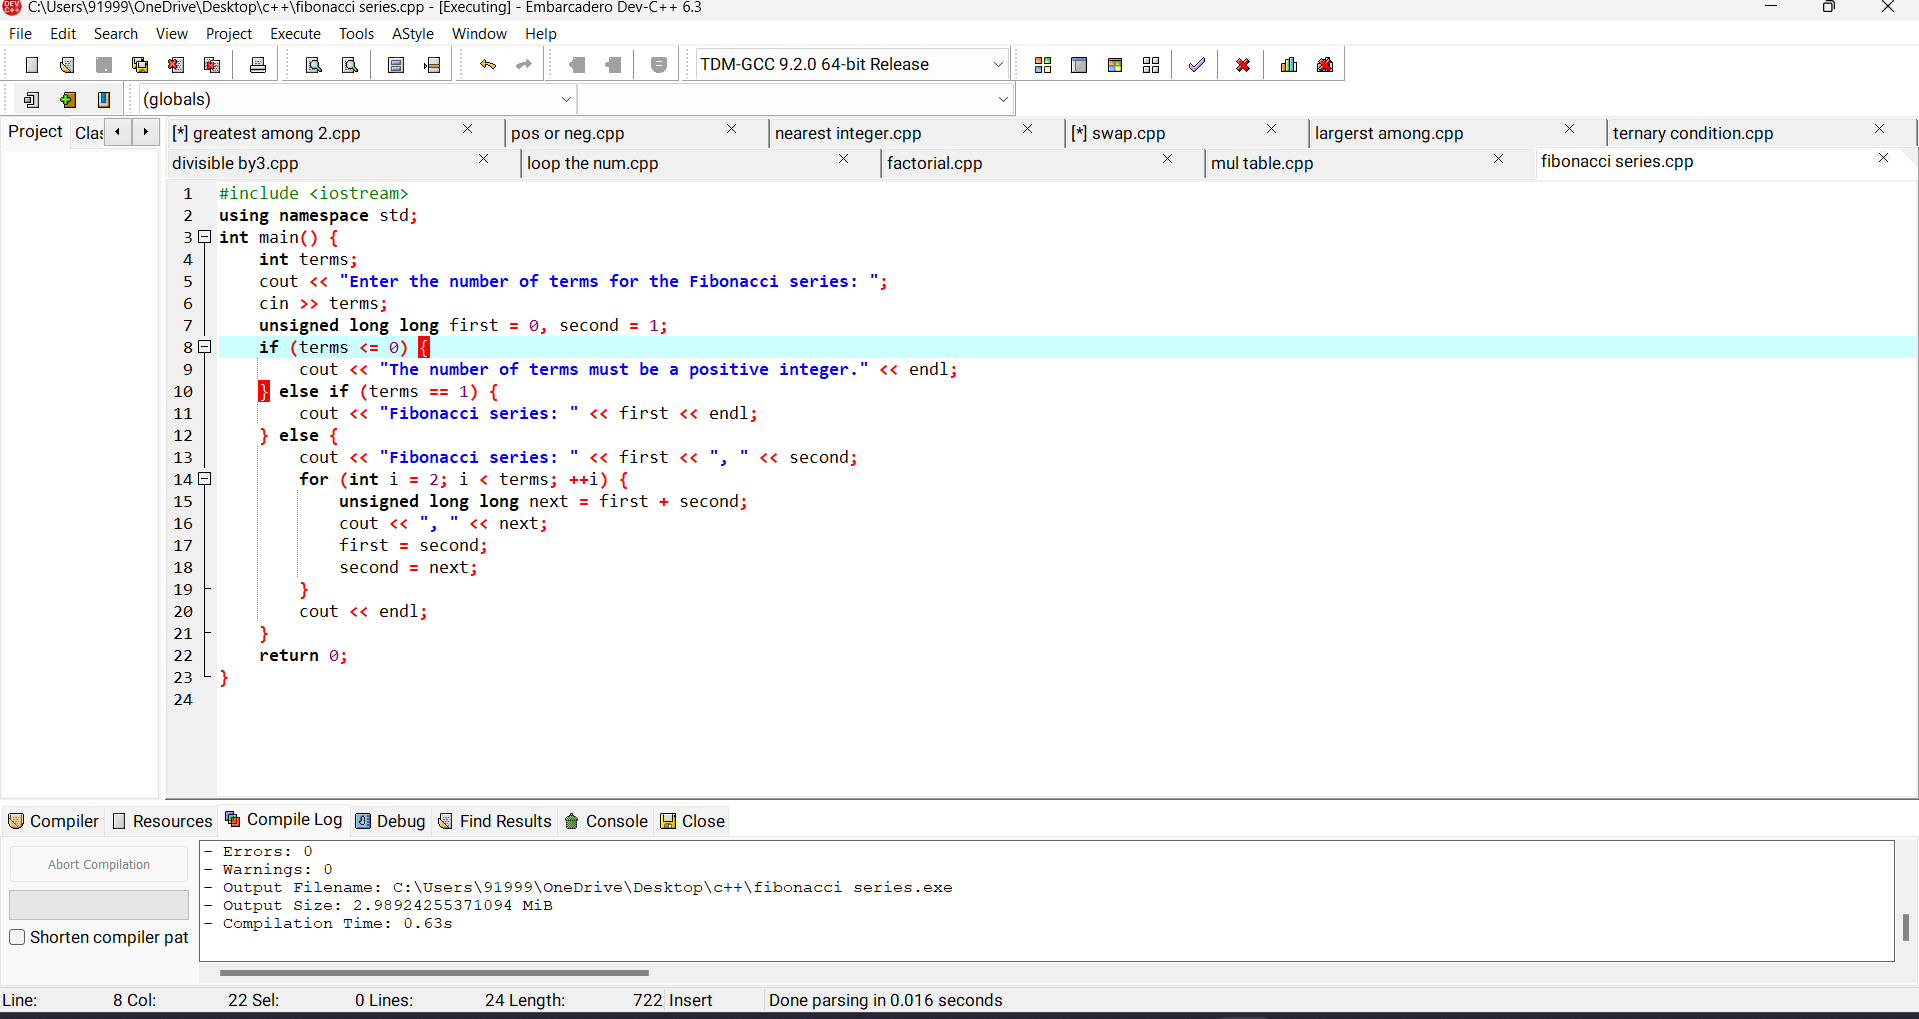 C:\Users\91999\OneDrive\Desktop\c++\fibonacci series.cpp - [Executing] - Embarcadero Dev-C++ 6.3
File Edit Search View Project Execute Tools AStyle Window Help
TDM-GCC 9.2.0 64-bit Release
(globals)
Project Clas [*] greatest among 2.cpp pos or neg.cpp nearest integer.cpp [*] swap.cpp largerst among.cpp ternary condition.cpp
divisible by3.cpp loop the num.cpp factorial.cpp mul table.cpp fibonacci series.cpp
1 #include <iostream>
2 using namespace std;
3 int main() {
4 int terms;
5 cout << "Enter the number of terms for the Fibonacci series: ";
6 cin >> terms;
7 unsigned long long first = 0, second = 1;
8 if (terms <= 0) {
9 cout << "The number of terms must be a positive integer." << endl;
10 } else if (terms == 1) {
11 cout << "Fibonacci series: " << first << endl;
12 } else {
13 cout << "Fibonacci series: " << first << ", " << second;
14 for (int i = 2; i < terms; ++i) {
15 unsigned long long next = first + second;
16 cout << ", " << next;
17 first = second;
18 second = next;
19 }
20 cout << endl;
21 }
22 return 0;
23 }
24
Compiler Resources Compile Log Debug Find Results Console Close
Abort Compilation
Shorten compiler pat
- Errors: 0
- Warnings: 0
- Output Filename: C:\Users\91999\OneDrive\Desktop\c++\fibonacci series.exe
- Output Size: 2.98924255371094 MiB
- Compilation Time: 0.63s
Line: 8 Col: 22 Sel: 0 Lines: 24 Length: 722 Insert Done parsing in 0.016 seconds